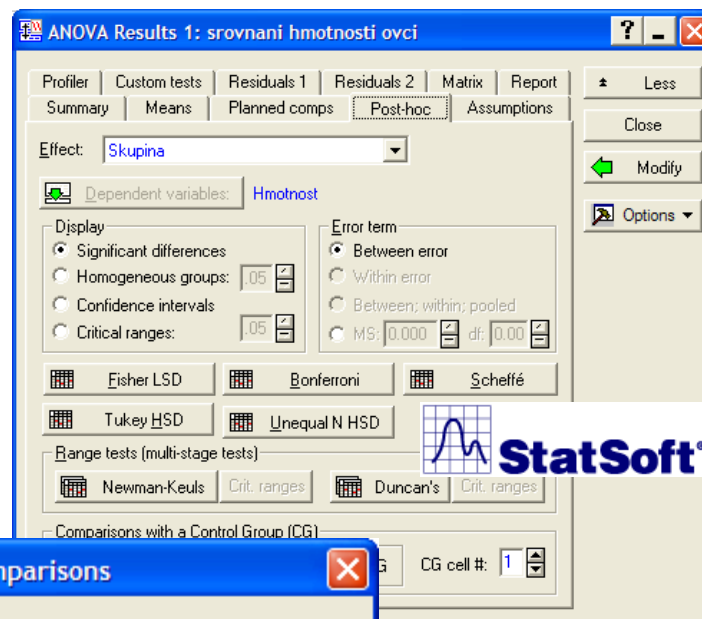 ANOVA Results 1: srovnani hmotnosti ovci
Profiler Custom tests Residuals 1 Residuals 2 Matrix Report
Summary Means Planned comps Post-hoc Assumptions
Less
Close
Modify
Options
Effect: Skupina
Dependent variables: Hmotnost
Display
Significant differences
Homogeneous groups: .05
Confidence intervals
Critical ranges: .05
Error term
Between error
Within error
Between; within; pooled
MS: 0.000 df: 0.00
Fisher LSD Bonferroni Scheffé
Tukey HSD Unequal N HSD
StatSoft®
Range tests (multi-stage tests)
Newman-Keuls Crit. ranges Duncan's Crit. ranges
Comparisons with a Control Group (CG)
G CG cell #: 1